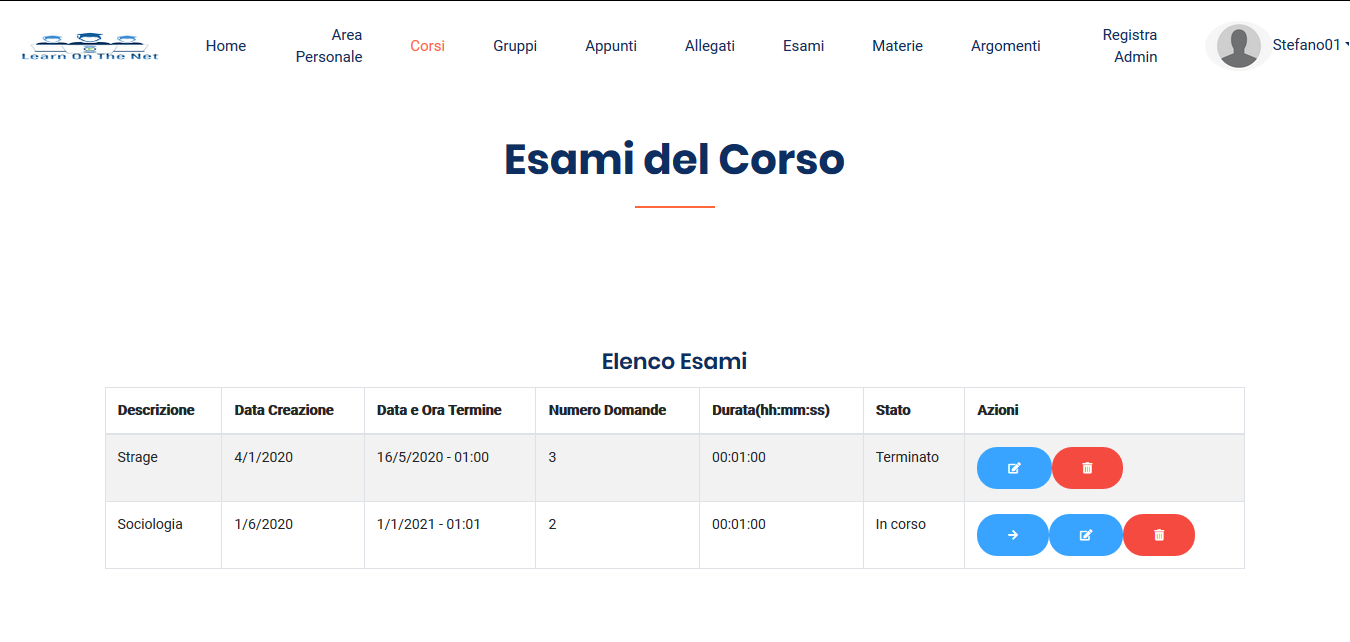 Learn On The Net
Home
Area
Personale
Corsi
Gruppi
Appunti
Allegati
Esami
Materie
Argomenti
Registra
Admin
Stefano01
Esami del Corso
Elenco Esami
Descrizione Data Creazione Data e Ora Termine Numero Domande Durata(hh:mm:ss) Stato Azioni
Strage 4/1/2020 16/5/2020 - 01:00 3 00:01:00 Terminato
Sociologia 1/6/2020 1/1/2021 - 01:01 2 00:01:00 In corso